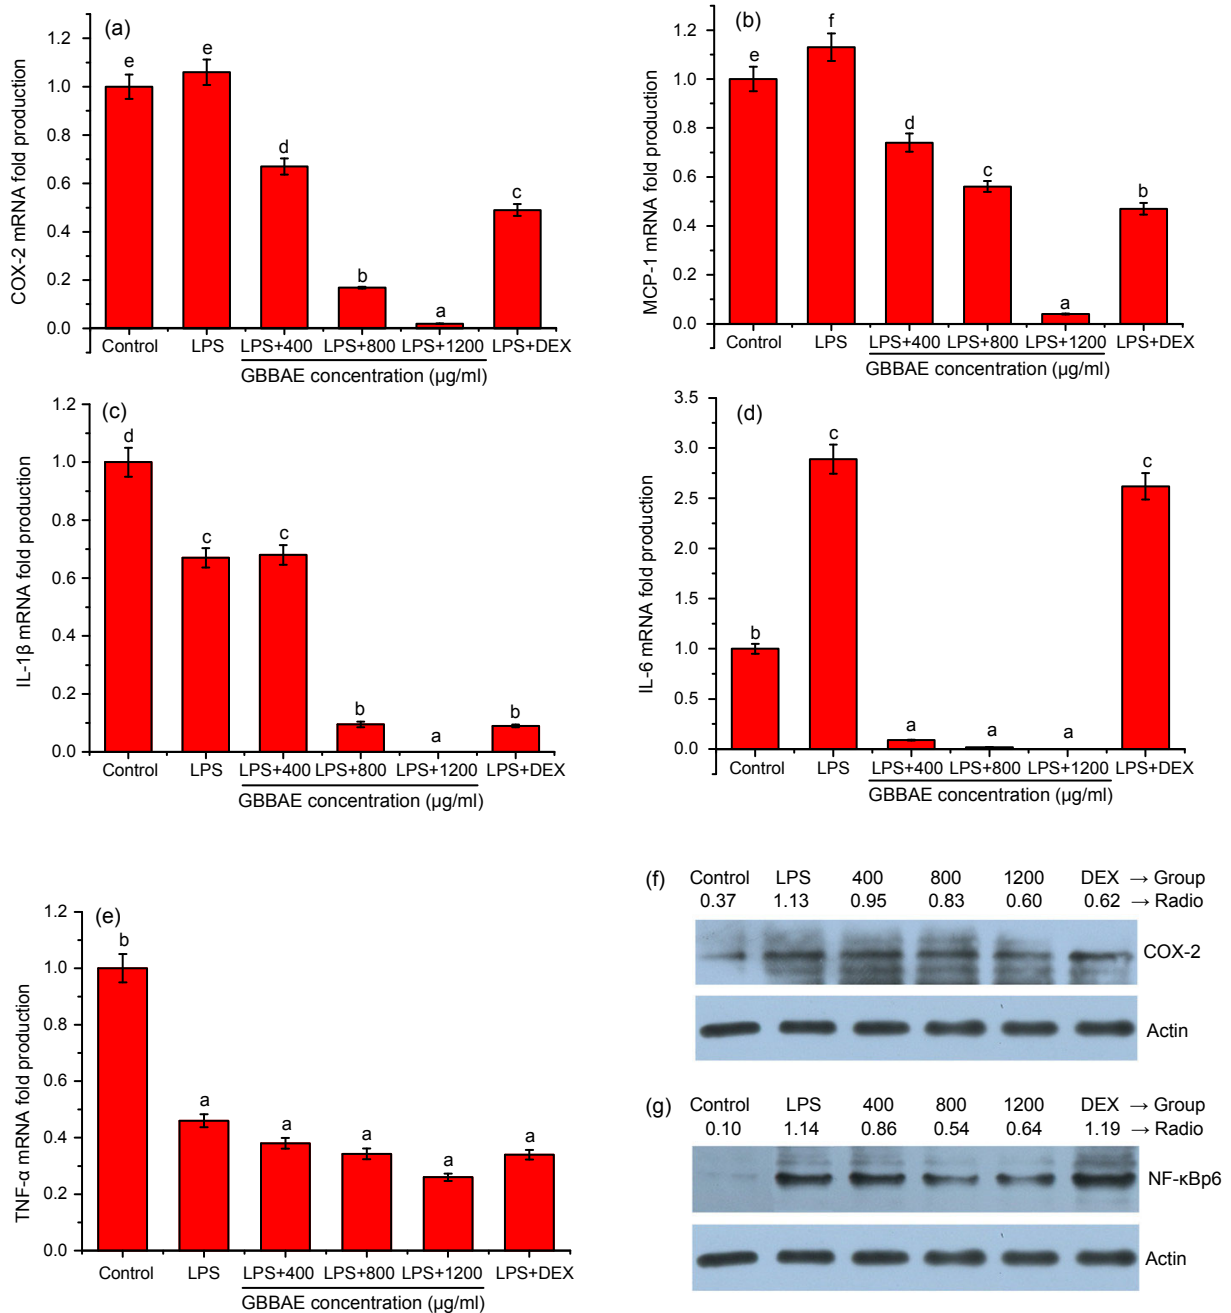 (a)
COX-2 mRNA fold production
1.2
1.0
0.8
0.6
0.4
0.2
0.0
e
e
d
b
a
c
Control LPS LPS+400 LPS+800 LPS+1200 LPS+DEX
GBBAE concentration (µg/ml)
(b)
MCP-1 mRNA fold production
1.2
1.0
0.8
0.6
0.4
0.2
0.0
e
f
d
c
a
b
Control LPS LPS+400 LPS+800 LPS+1200 LPS+DEX
GBBAE concentration (µg/ml)
(c)
IL-1β mRNA fold production
1.2
1.0
0.8
0.6
0.4
0.2
0.0
d
c
c
b
a
b
Control LPS LPS+400 LPS+800 LPS+1200 LPS+DEX
GBBAE concentration (µg/ml)
(d)
IL-6 mRNA fold production
3.5
3.0
2.5
2.0
1.5
1.0
0.5
0.0
b
c
a
a
a
c
Control LPS LPS+400 LPS+800 LPS+1200 LPS+DEX
GBBAE concentration (µg/ml)
(e)
TNF-α mRNA fold production
1.2
1.0
0.8
0.6
0.4
0.2
0.0
b
a
a
a
a
a
Control LPS LPS+400 LPS+800 LPS+1200 LPS+DEX
GBBAE concentration (µg/ml)
(f) Control LPS 400 800 1200 DEX → Group
0.37 1.13 0.95 0.83 0.60 0.62 → Radio
COX-2
Actin
(g) Control LPS 400 800 1200 DEX → Group
0.10 1.14 0.86 0.54 0.64 1.19 → Radio
NF-κBp6
Actin